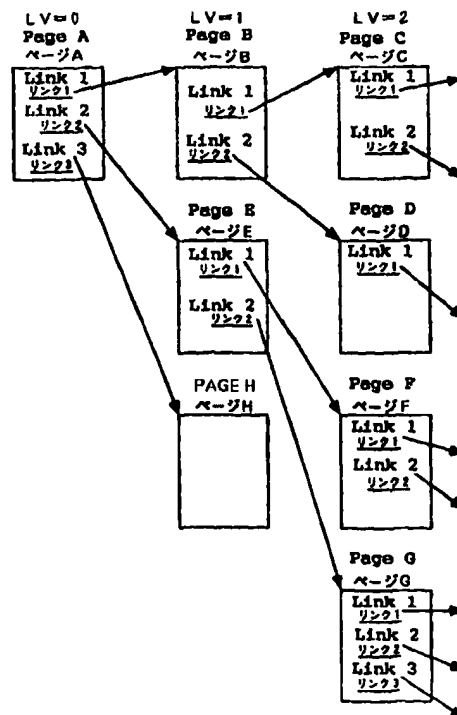 LV=0
Page A
ページA
Link 1
リンク1
Link 2
リンク2
Link 3
リンク3
LV=1
Page B
ページB
Link 1
リンク1
Link 2
リンク2
Page E
ページE
Link 1
リンク1
Link 2
リンク2
PAGE H
ページH
LV=2
Page C
ページC
Link 1
リンク1
Link 2
リンク2
Page D
ページD
Link 1
リンク1
Page F
ページF
Link 1
リンク1
Link 2
リンク2
Page G
ページG
Link 1
リンク1
Link 2
リンク2
Link 3
リンク3